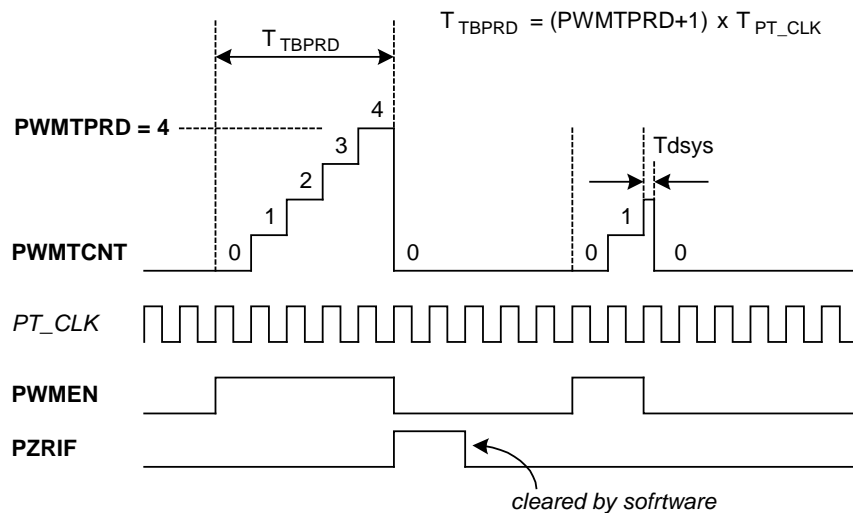 T TBPRD = (PWMTPRD+1) x T PT_CLK
T TBPRD
PWMTPRD = 4
4
3
2
1
0
0
Tdsys
1
0
0
PWMTCNT
PT_CLK
PWMEN
PZRIF
cleared by sofrtware